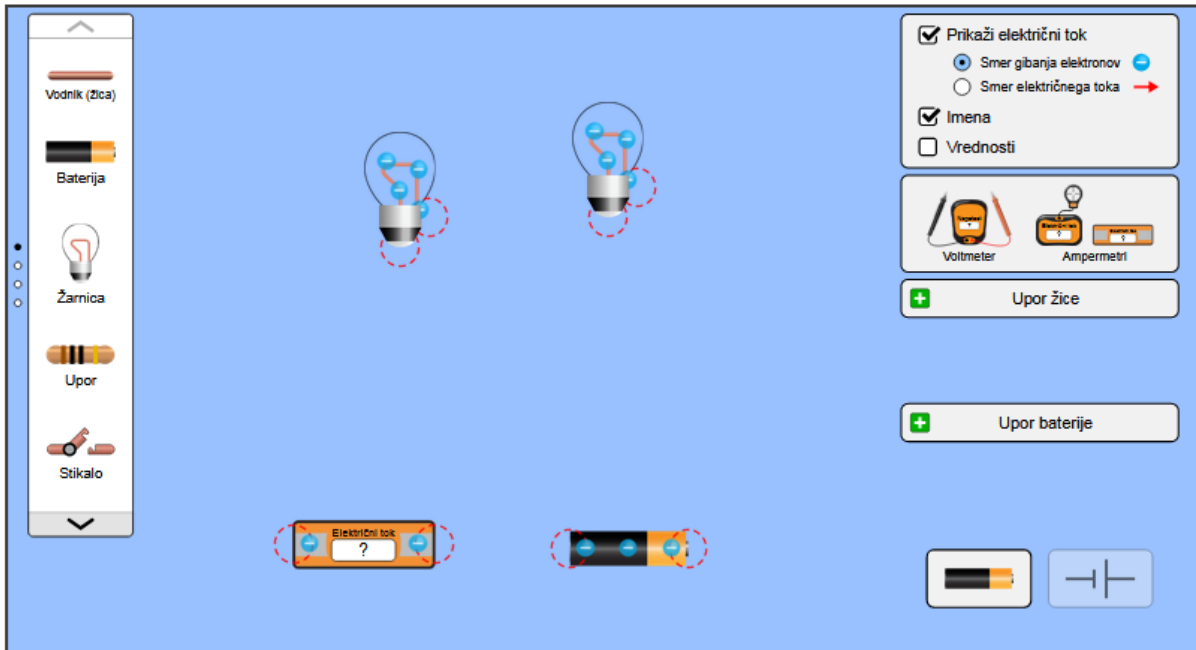 Vodnik (žica)
Baterija
Žarnica
Upor
Stikalo
Električni tok
?
Prikaži električni tok
Smer gibanja elektronov
Smer električnega toka
Imena
Vrednosti
Voltmeter
Ampermetri
Upor žice
Upor baterije